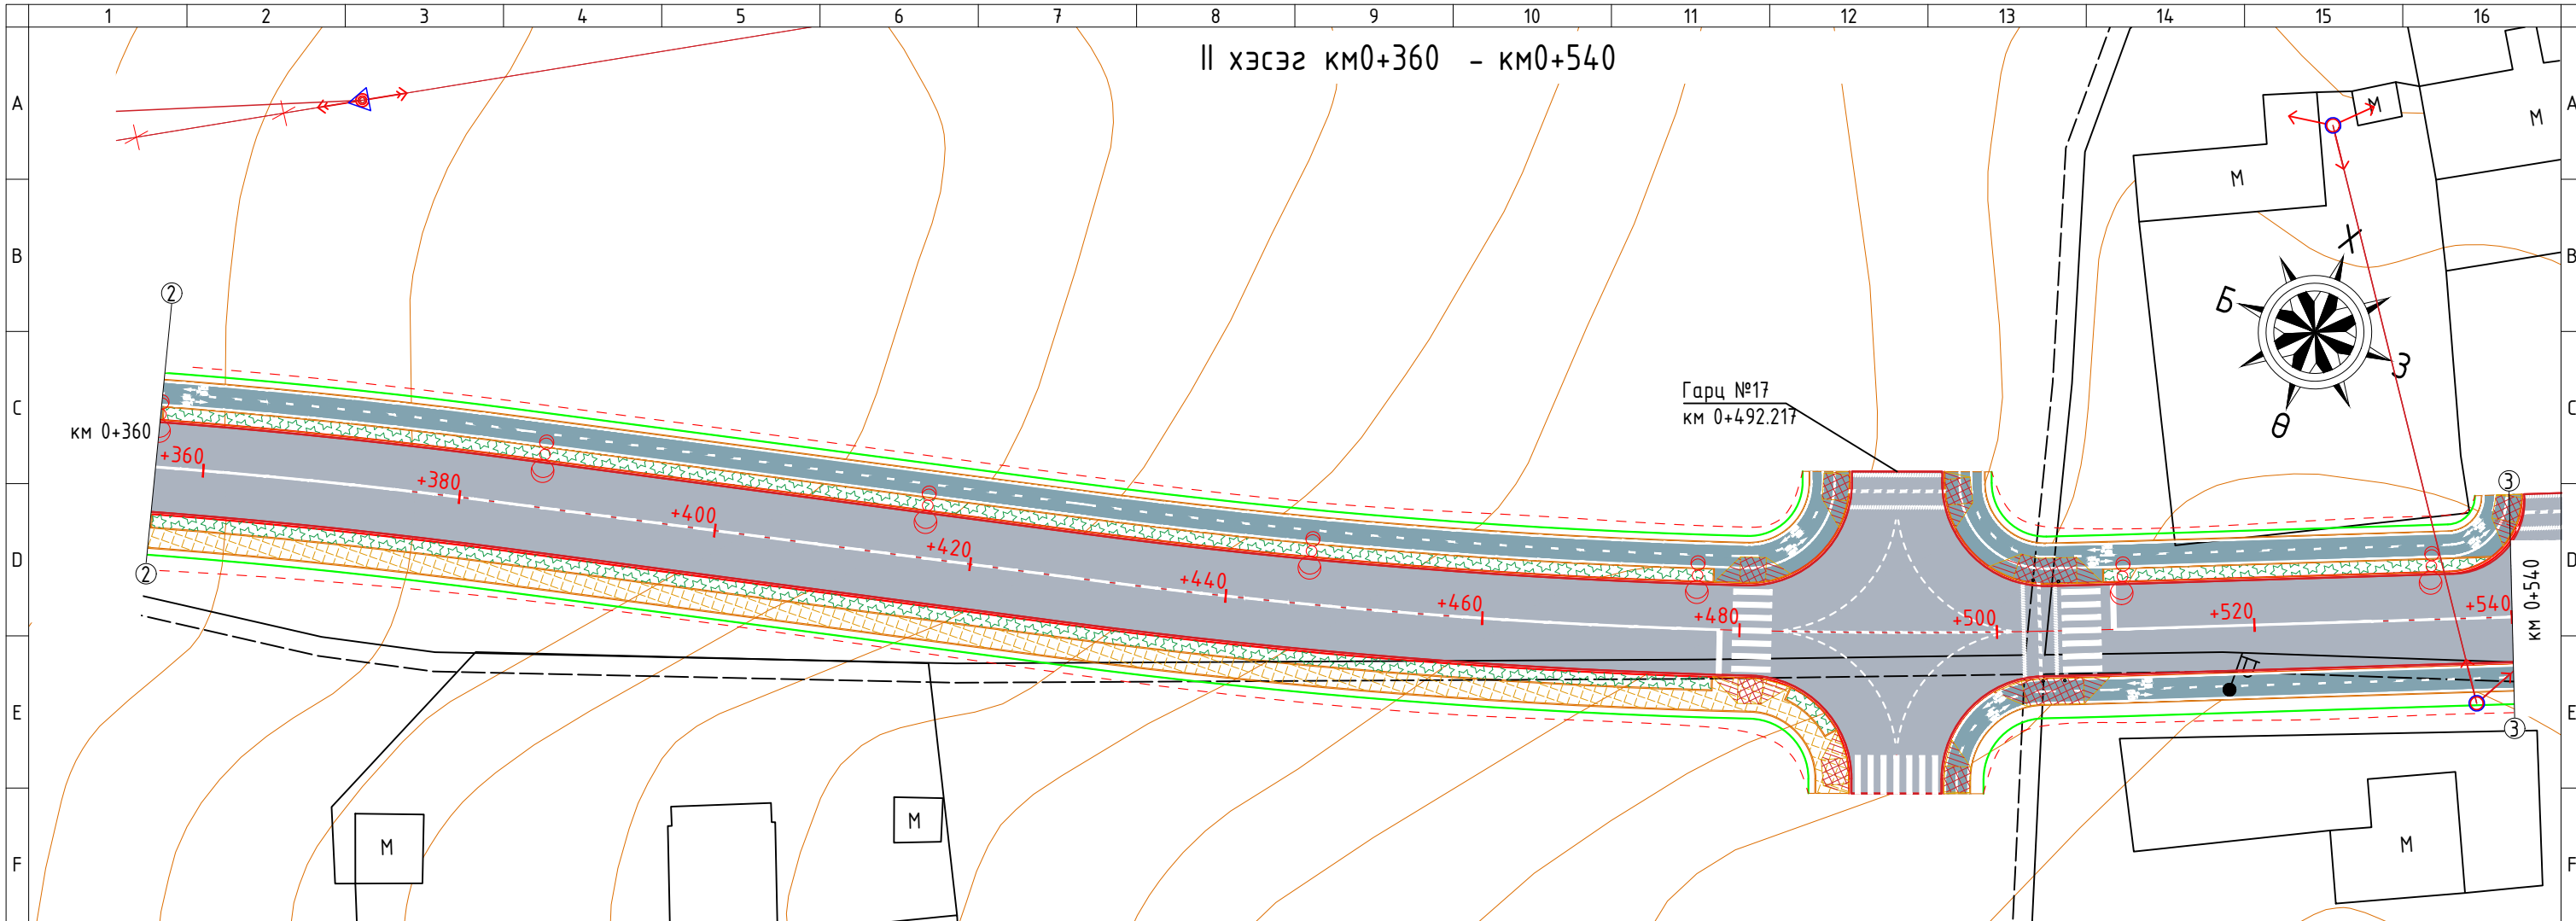 1 2 3 4 5 6 7 8 9 10 11 12 13 14 15 16
II хэсэг км0+360 - км0+540
A A
M
M
M
B B
X
Б
З
Ө
2
C C
Гарц №17
км 0+492.217
км 0+360
+360
+380
+400
+420
+440
+460
+480
+500
+520
+540
3
D D
2
км 0+540
E E
3
M
M
M
F F